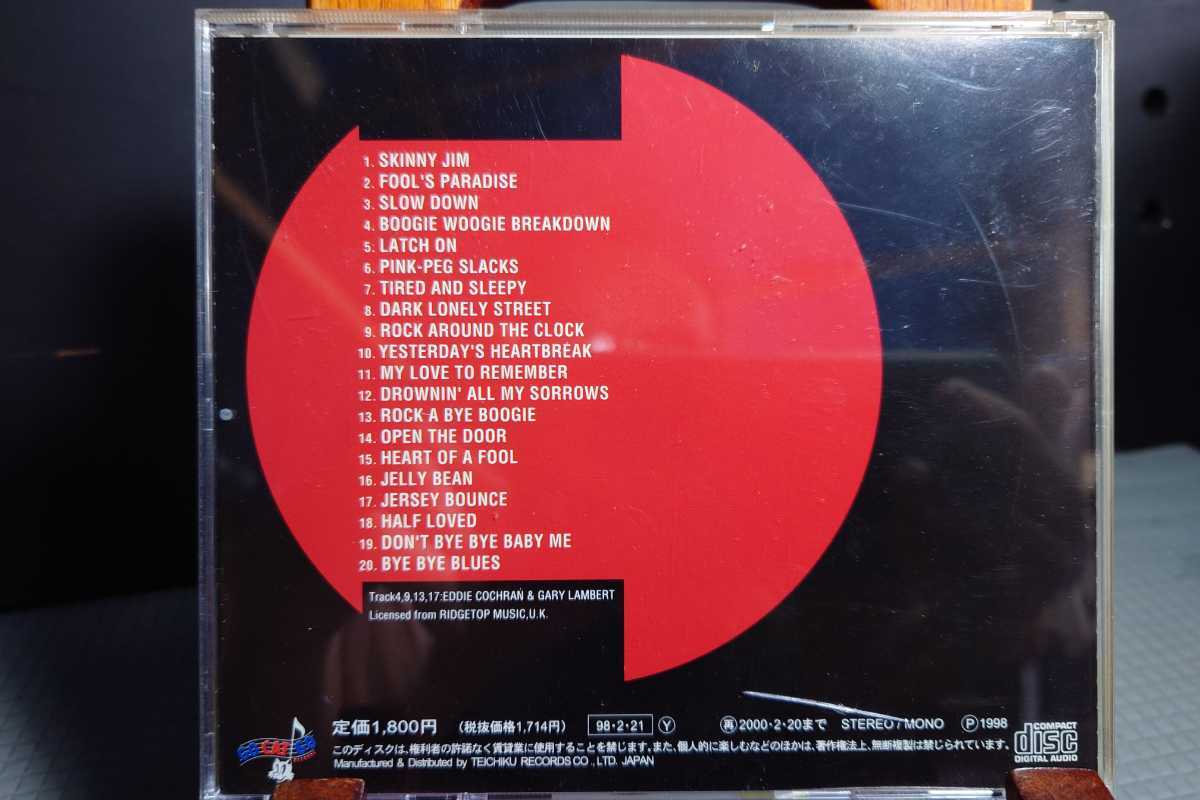 1. SKINNY JIM
2. FOOL'S PARADISE
3. SLOW DOWN
4. BOOGIE WOOGIE BREAKDOWN
5. LATCH ON
6. PINK-PEG SLACKS
7. TIRED AND SLEEPY
8. DARK LONELY STREET
9. ROCK AROUND THE CLOCK
10. YESTERDAY'S HEARTBREAK
11. MY LOVE TO REMEMBER
12. DROWNIN' ALL MY SORROWS
13. ROCK-A BYE BOOGIE
14. OPEN THE DOOR
15. HEART OF A FOOL
16. JELLY BEAN
17. JERSEY BOUNCE
18. HALF LOVED
19. DON'T BYE BYE BABY ME
20. BYE BYE BLUES
Track4,9,13,17:EDDIE COCHRAN & GARY LAMBERT
Licensed from RIDGETOP MUSIC,U.K.
定価1,800円 (税抜価格1,714円) 98・2・21 Ⓨ 再2000・2・20まで STEREO / MONO Ⓟ1998
このディスクは、権利者の許諾なく賃貸業に使用することを禁じます。また、個人的に楽しむなどのほかは、著作権法上、無断複製は禁じられています。
Manufactured & Distributed by TEICHIKU RECORDS CO., LTD. JAPAN
COMPACT
disc
DIGITAL AUDIO